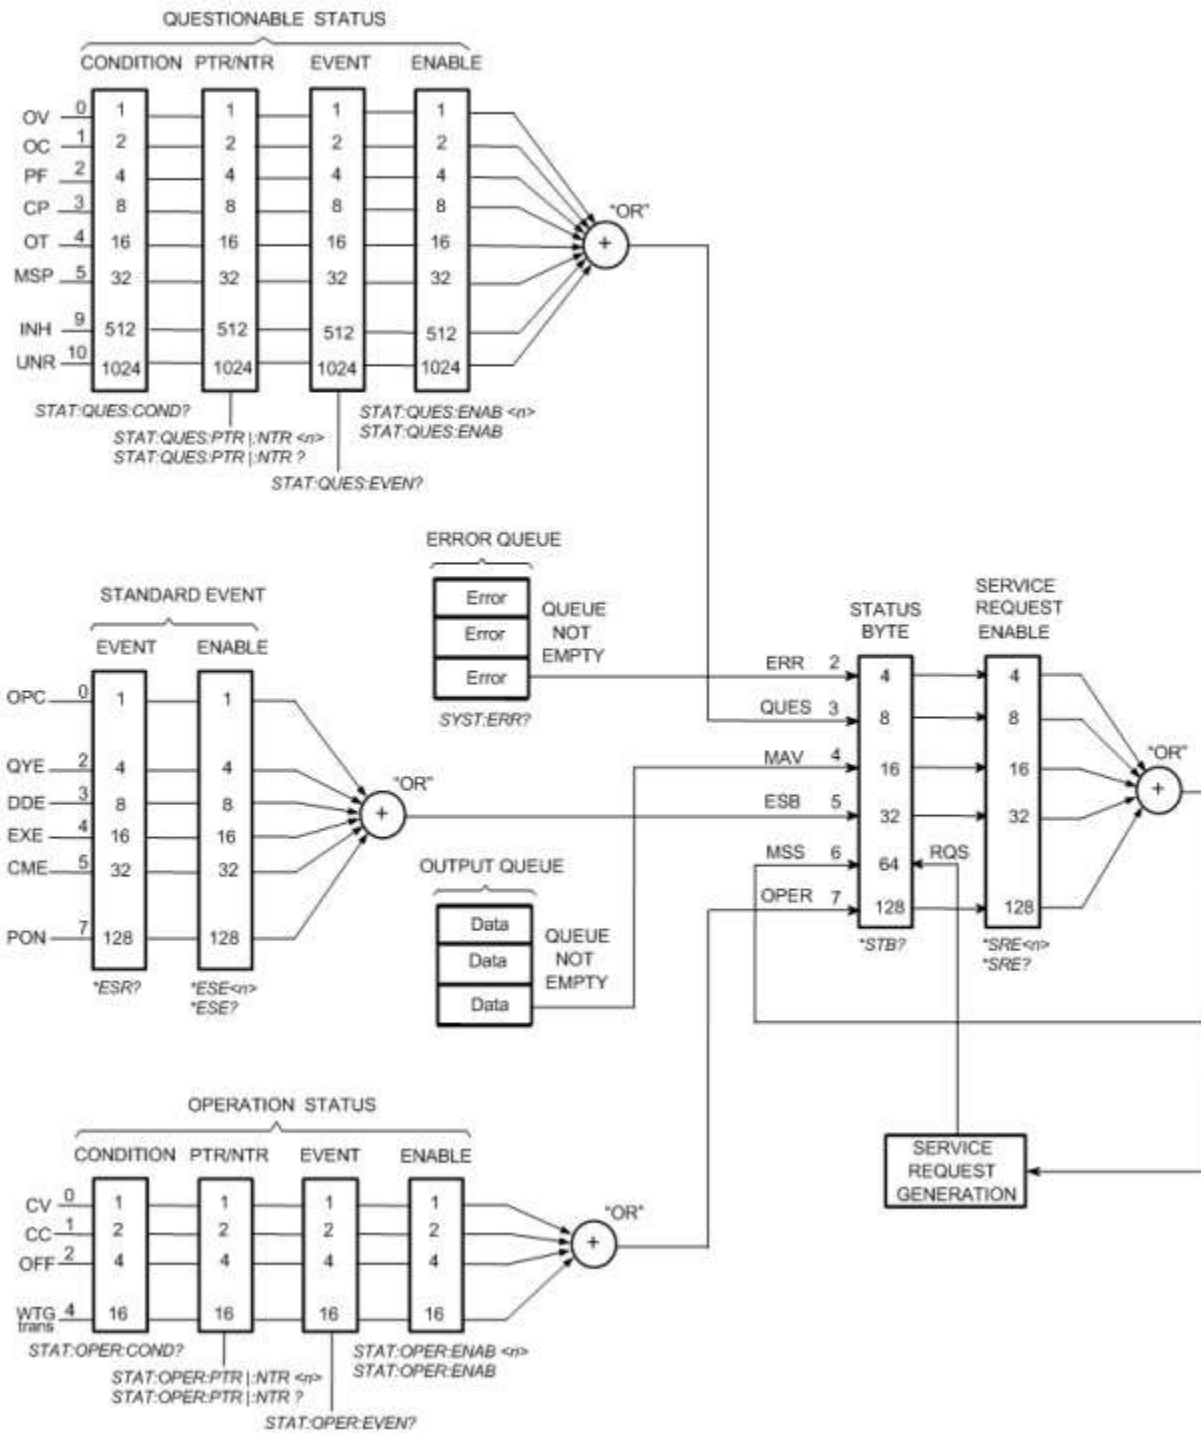 QUESTIONABLE STATUS
CONDITION PTR/NTR EVENT ENABLE
OV 0 1 1 1 1
OC 1 2 2 2 2
PF 2 4 4 4 4
CP 3 8 8 8 8
"OR"
OT 4 16 16 16 16 +
MSP 5 32 32 32 32
INH 9 512 512 512 512
UNR 10 1024 1024 1024 1024
STAT:QUES:COND?
STAT:QUES:ENAB <n>
STAT:QUES:ENAB
STAT:QUES:PTR |:NTR <n>
STAT:QUES:PTR |:NTR ?
STAT:QUES:EVEN?
ERROR QUEUE
Error
Error
Error
QUEUE
NOT
EMPTY
SYST:ERR?
STANDARD EVENT
EVENT ENABLE
OPC 0 1 1
QYE 2 4 4
DDE 3 8 8
EXE 4 16 16
CME 5 32 32
PON 7 128 128
"OR"
+
*ESR?
*ESE<n>
*ESE?
OUTPUT QUEUE
Data
Data
Data
QUEUE
NOT
EMPTY
STATUS
BYTE
SERVICE
REQUEST
ENABLE
ERR 2 4 4
QUES 3 8 8
MAV 4 16 16
ESB 5 32 32
MSS 6 64 RQS
OPER 7 128 128
"OR"
+
*STB?
*SRE<n>
*SRE?
SERVICE
REQUEST
GENERATION
OPERATION STATUS
CONDITION PTR/NTR EVENT ENABLE
CV 0 1 1 1 1
CC 1 2 2 2 2
OFF 2 4 4 4 4
WTG 4 16 16 16 16
trans
"OR"
+
STAT:OPER:COND?
STAT:OPER:ENAB <n>
STAT:OPER:ENAB
STAT:OPER:PTR |:NTR <n>
STAT:OPER:PTR |:NTR ?
STAT:OPER:EVEN?